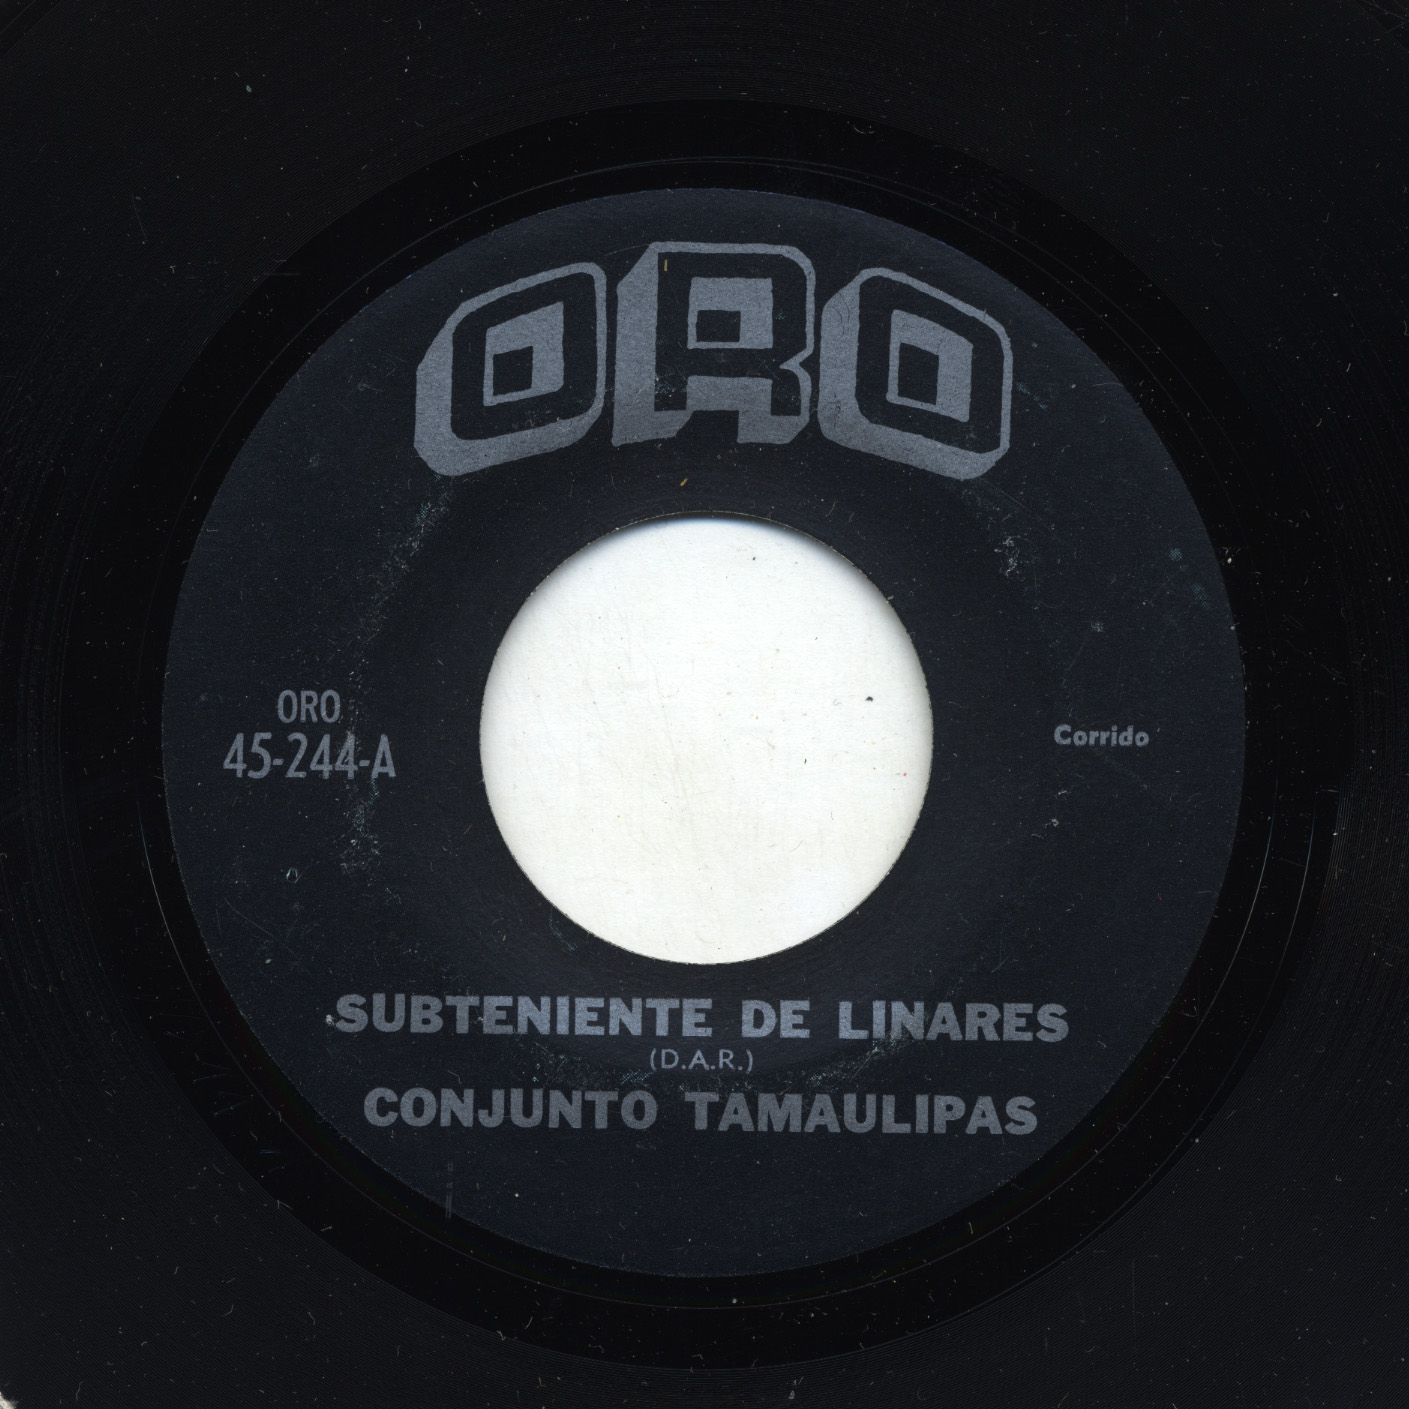 ORO
ORO
45-244-A
Corrido
SUBTENIENTE DE LINARES
(D.A.R.)
CONJUNTO TAMAULIPAS